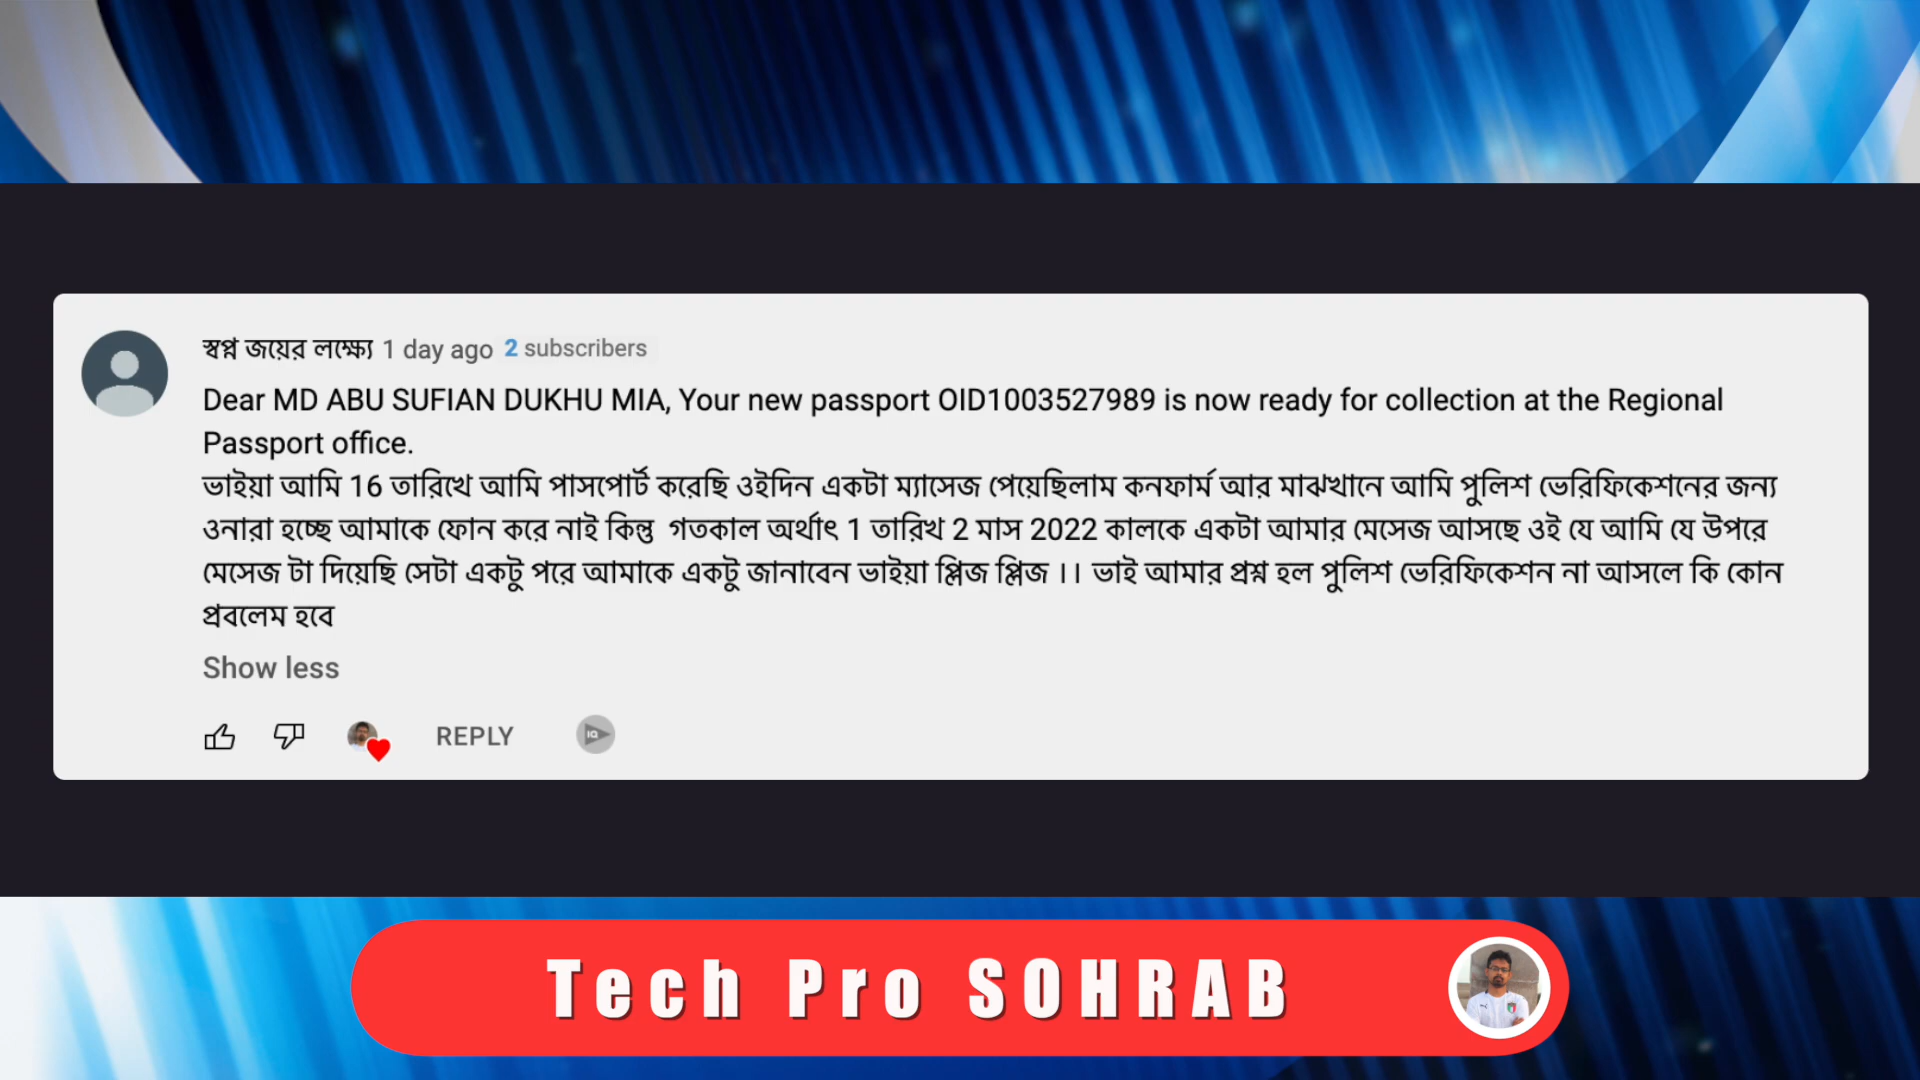 স্বপ্ন জয়ের লক্ষ্যে 1 day ago 2 subscribers
Dear MD ABU SUFIAN DUKHU MIA, Your new passport OID1003527989 is now ready for collection at the Regional
Passport office.
ভাইয়া আমি 16 তারিখে আমি পাসপোর্ট করেছি ওইদিন একটা ম্যাসেজ পেয়েছিলাম কনফার্ম আর মাঝখানে আমি পুলিশ ভেরিফিকেশনের জন্য
ওনারা হচ্ছে আমাকে ফোন করে নাই কিন্তু গতকাল অর্থাৎ 1 তারিখ 2 মাস 2022 কালকে একটা আমার মেসেজ আসছে ওই যে আমি যে উপরে
মেসেজ টা দিয়েছি সেটা একটু পরে আমাকে একটু জানাবেন ভাইয়া প্লিজ প্লিজ ।। ভাই আমার প্রশ্ন হল পুলিশ ভেরিফিকেশন না আসলে কি কোন
প্রবলেম হবে
Show less
REPLY
IQ
Tech Pro SOHRAB